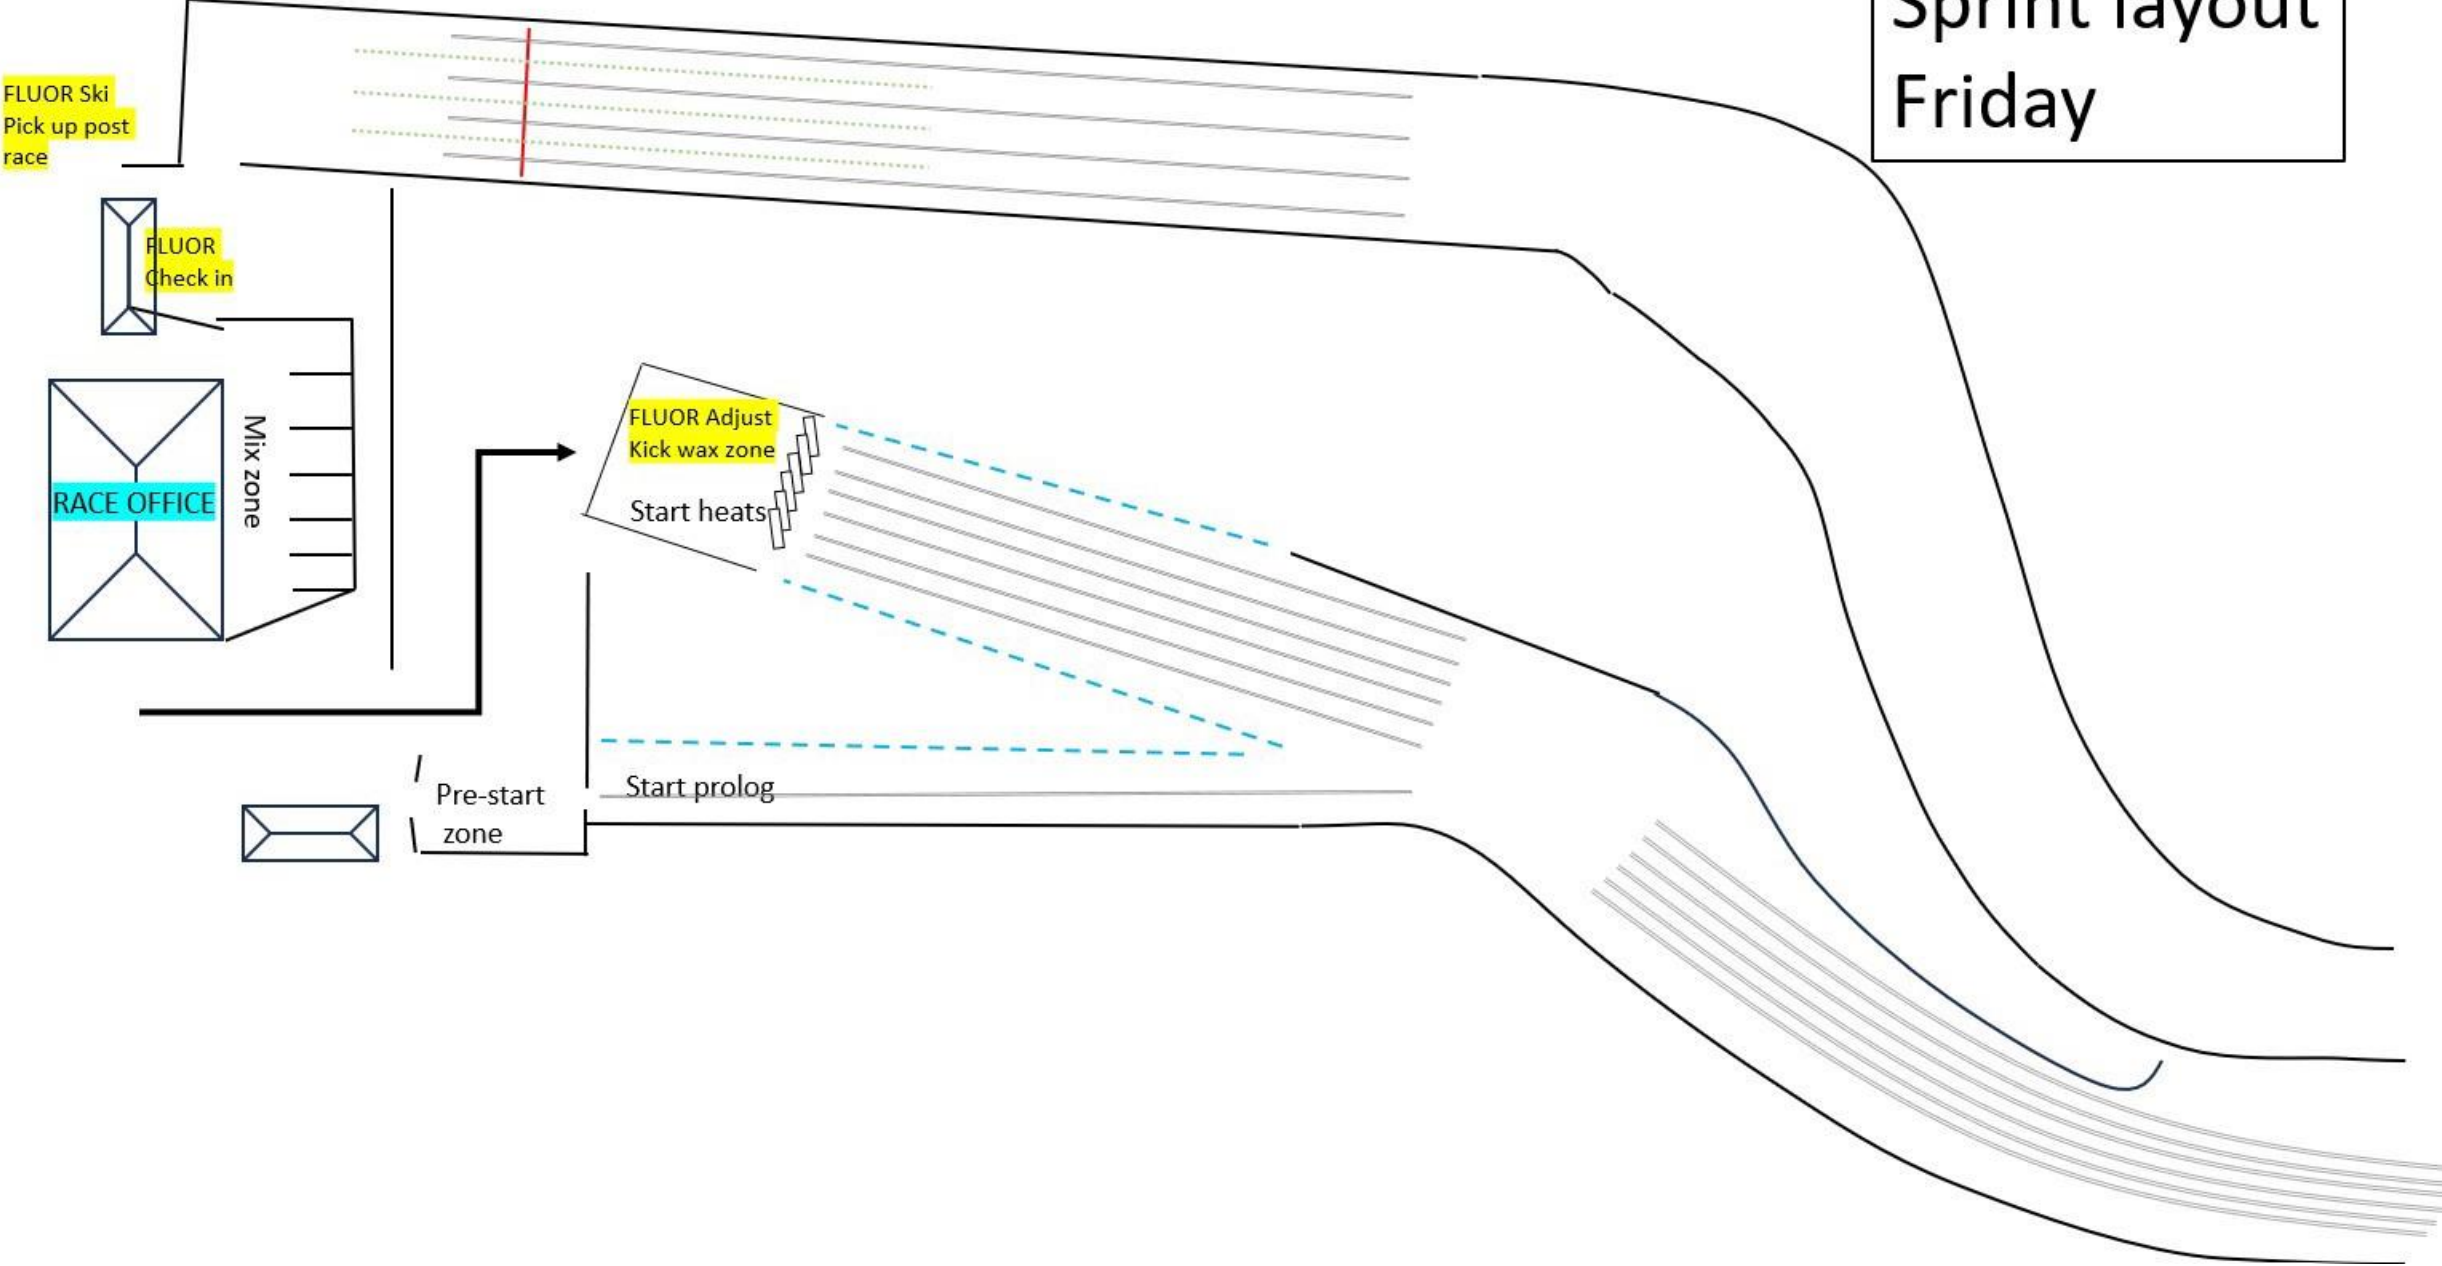 Sprint layout
Friday
FLUOR Ski
Pick up post
race
FLUOR
Check in
Mix zone
RACE OFFICE
FLUOR Adjust
Kick wax zone
Start heats
Start prolog
Pre-start
zone